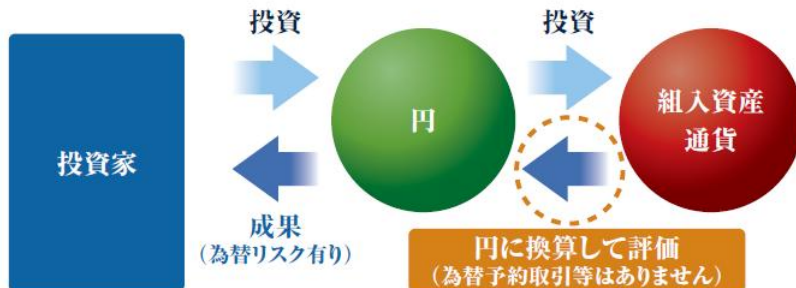 投資
投資
投資家
円
組入資産
通貨
成果
(為替リスク有り)
円に換算して評価
(為替予約取引等はありません)